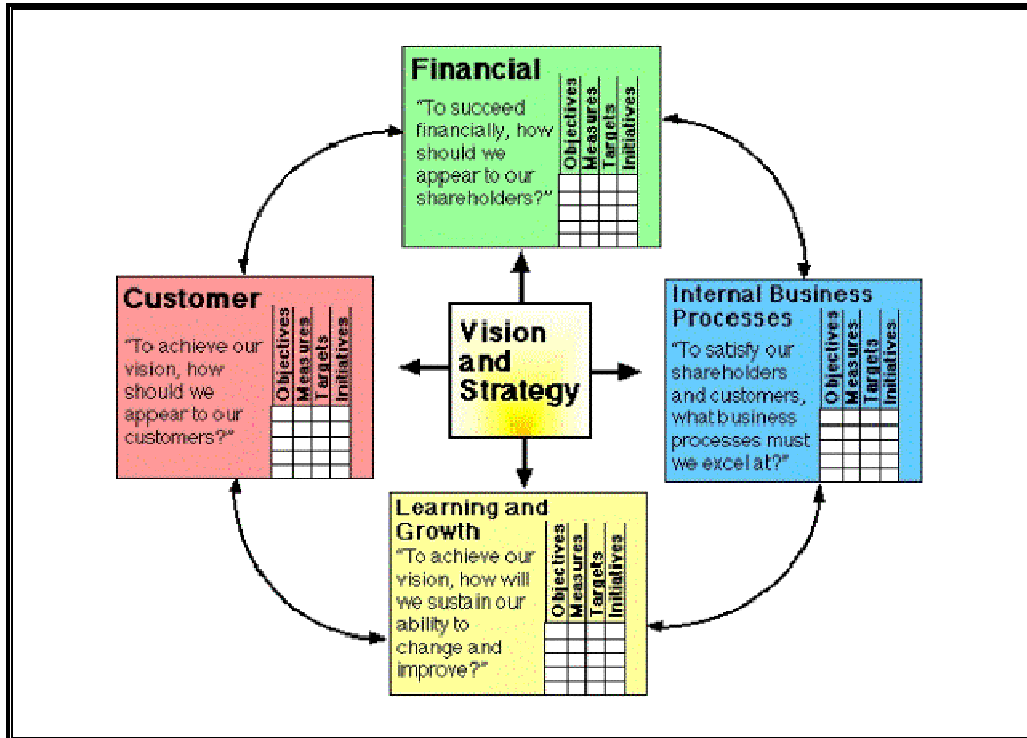 Financial
"To succeed
financially, how
should we
appear to our
shareholders?"
Objectives
Measures
Targets
Initiatives
Customer
"To achieve our
vision, how
should we
appear to our
customers?"
Objectives
Measures
Targets
Initiatives
Vision
and
Strategy
Internal Business
Processes
"To satisfy our
shareholders
and customers,
what business
processes must
we excel at?"
Objectives
Measures
Targets
Initiatives
Learning and
Growth
"To achieve our
vision, how will
we sustain our
ability to
change and
improve?"
Objectives
Measures
Targets
Initiatives